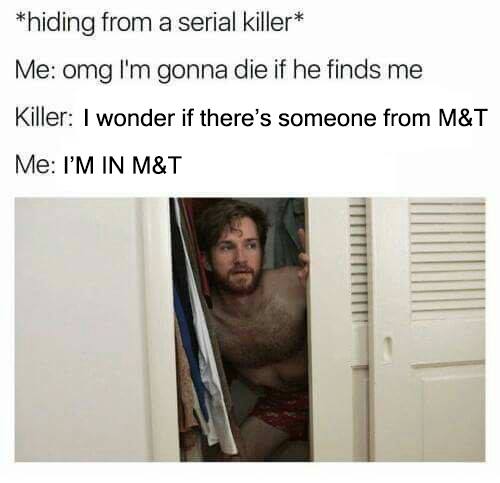 *hiding from a serial killer*
Me: omg I'm gonna die if he finds me
Killer: I wonder if there’s someone from M&T
Me: I’M IN M&T